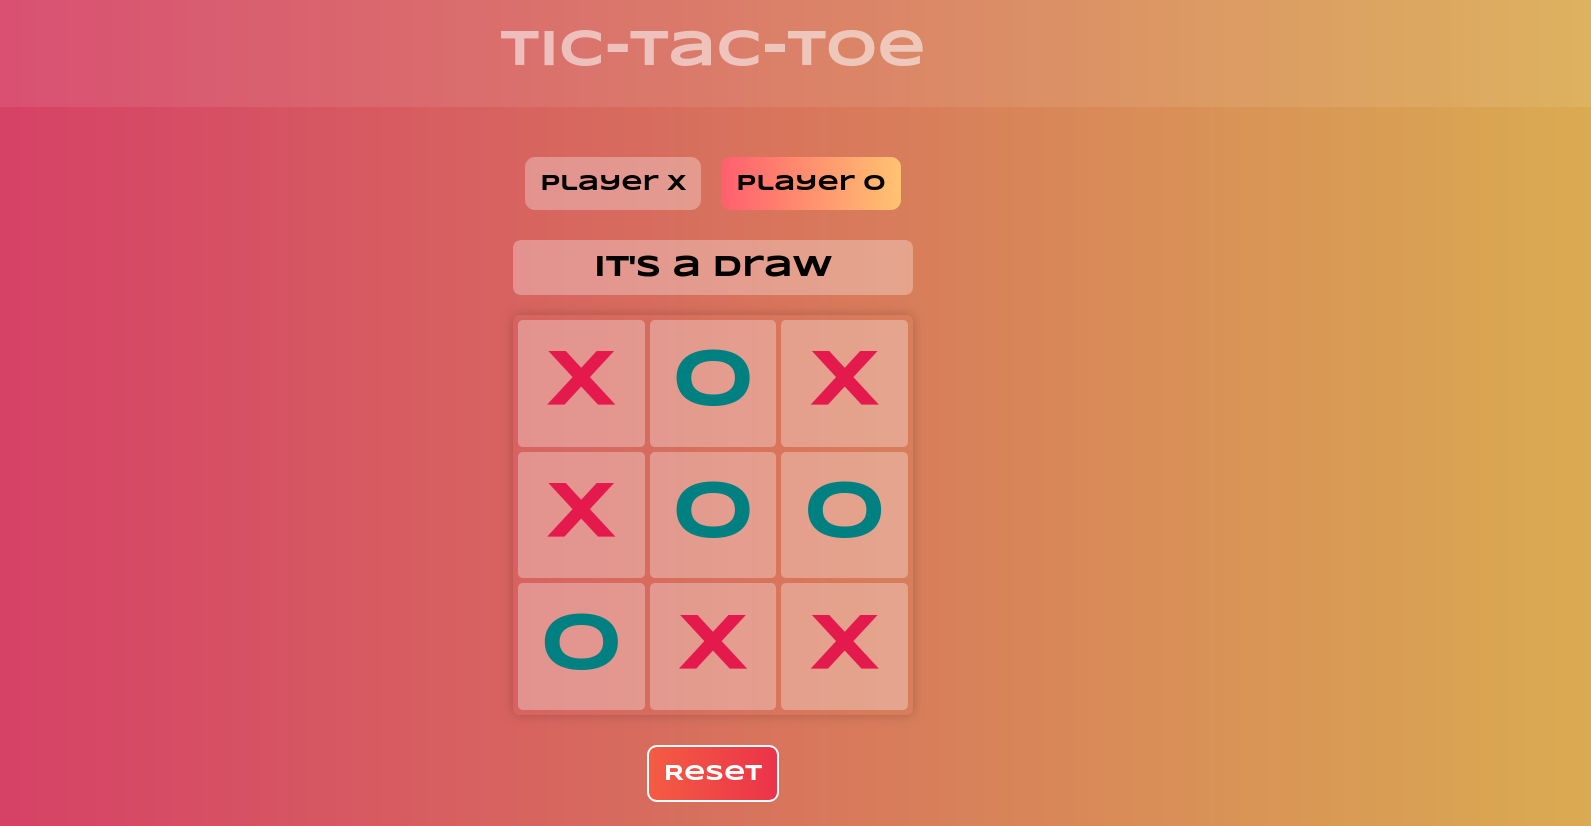 Tic-Tac-Toe
Player X Player O
It's a Draw
X O X
X O O
O X X
Reset